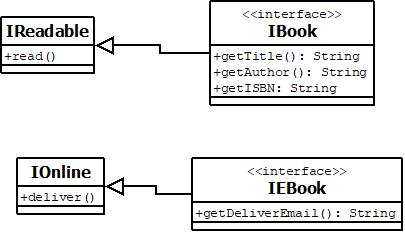 IReadable
+read()
<<interface>>
IBook
+getTitle(): String
+getAuthor(): String
+getISBN: String
IOnline
+deliver()
<<interface>>
IEBook
+getDeliverEmail(): String